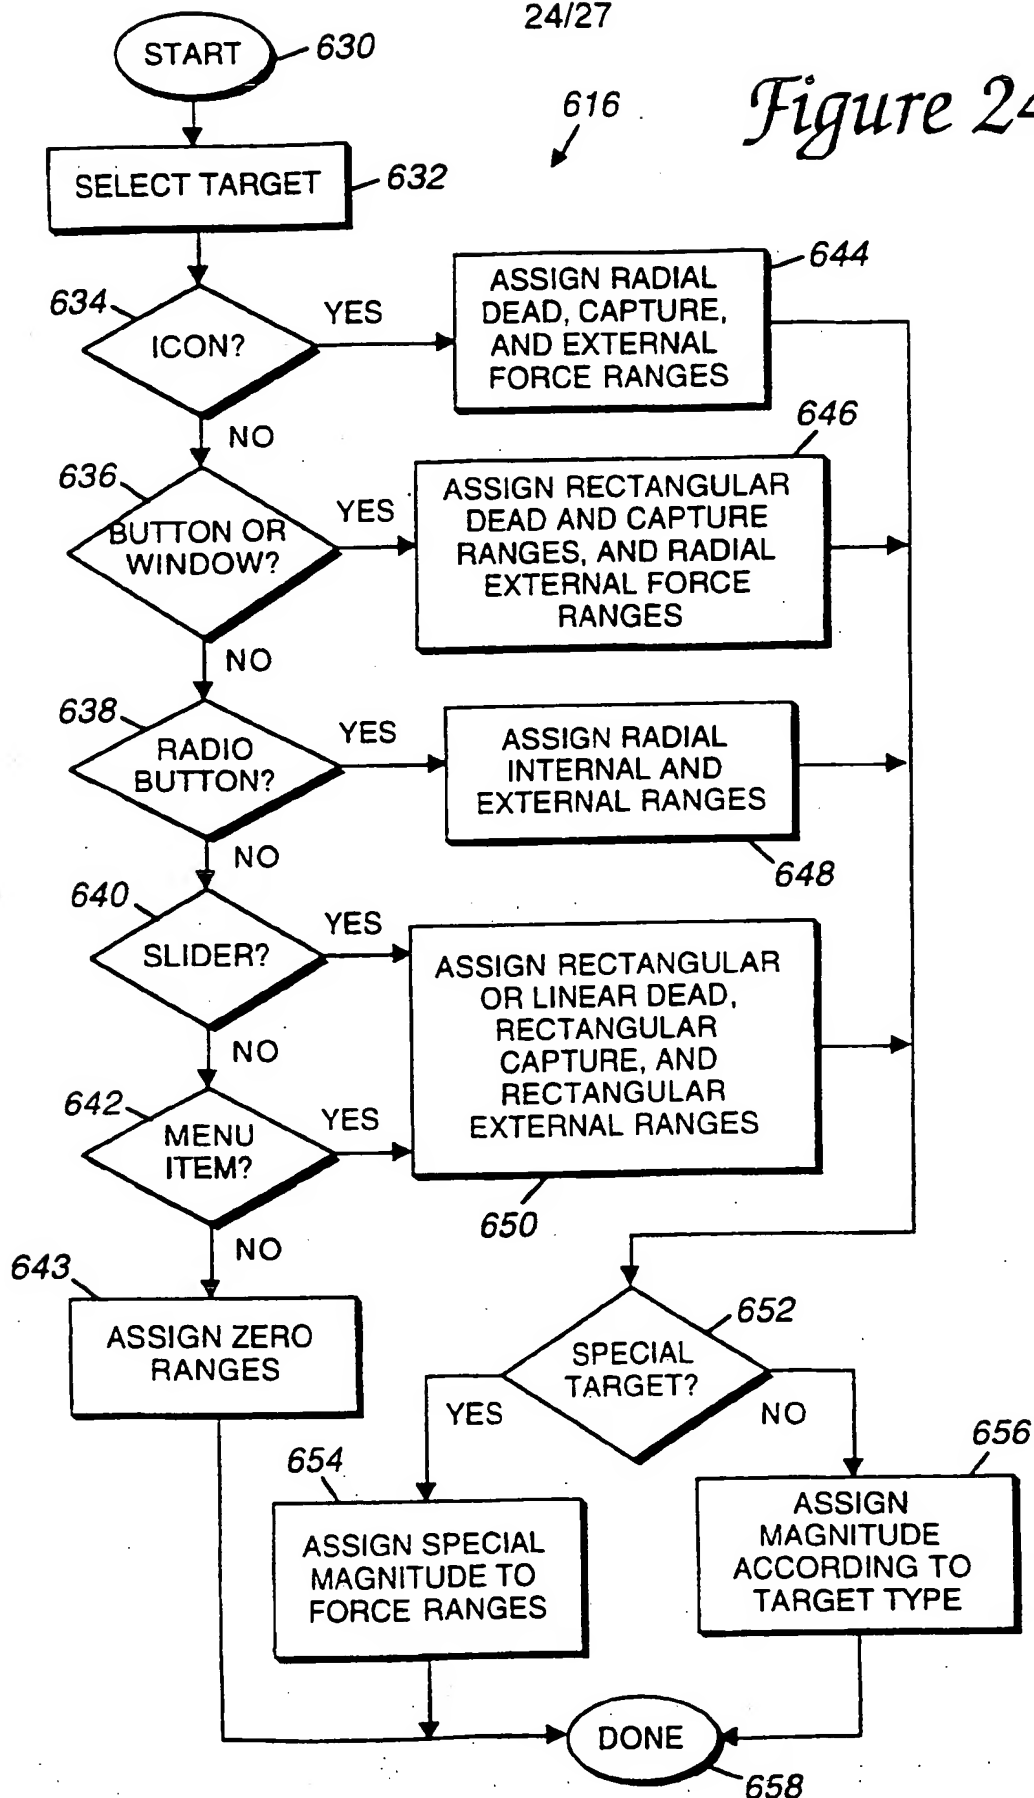 24/27
START
630
616
Figure 24
SELECT TARGET
632
634
ICON?
YES
NO
644
ASSIGN RADIAL
DEAD, CAPTURE,
AND EXTERNAL
FORCE RANGES
636
BUTTON OR
WINDOW?
YES
NO
646
ASSIGN RECTANGULAR
DEAD AND CAPTURE
RANGES, AND RADIAL
EXTERNAL FORCE
RANGES
638
RADIO
BUTTON?
YES
NO
ASSIGN RADIAL
INTERNAL AND
EXTERNAL RANGES
648
640
SLIDER?
YES
NO
ASSIGN RECTANGULAR
OR LINEAR DEAD,
RECTANGULAR
CAPTURE, AND
RECTANGULAR
EXTERNAL RANGES
650
642
MENU
ITEM?
YES
NO
643
ASSIGN ZERO
RANGES
652
SPECIAL
TARGET?
YES
NO
654
ASSIGN SPECIAL
MAGNITUDE TO
FORCE RANGES
656
ASSIGN
MAGNITUDE
ACCORDING TO
TARGET TYPE
DONE
658